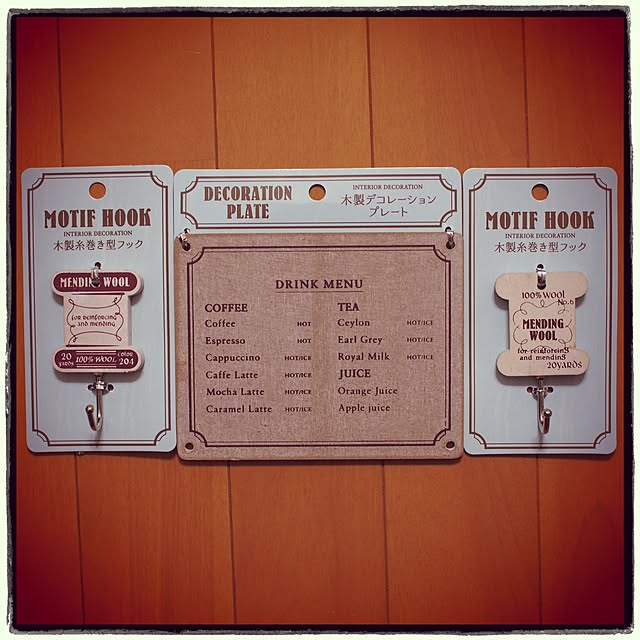 MOTIF HOOK
INTERIOR DECORATION
木製糸巻き型フック
MENDING WOOL
for reinforcing
and mending
20
YARDS
100% WOOL
COLOR
204
DECORATION
PLATE
INTERIOR DECORATION
木製デコレーション
プレート
DRINK MENU
COFFEE
Coffee HOT
Espresso HOT
Cappuccino HOT/ICE
Caffe Latte HOT/ICE
Mocha Latte HOT/ICE
Caramel Latte HOT/ICE
TEA
Ceylon HOT/ICE
Earl Grey HOT/ICE
Royal Milk HOT/ICE
JUICE
Orange Juice
Apple juice
MOTIF HOOK
INTERIOR DECORATION
木製糸巻き型フック
100% WOOL
No.6
MENDING
WOOL
for reinforcing
and mending
20YARDS